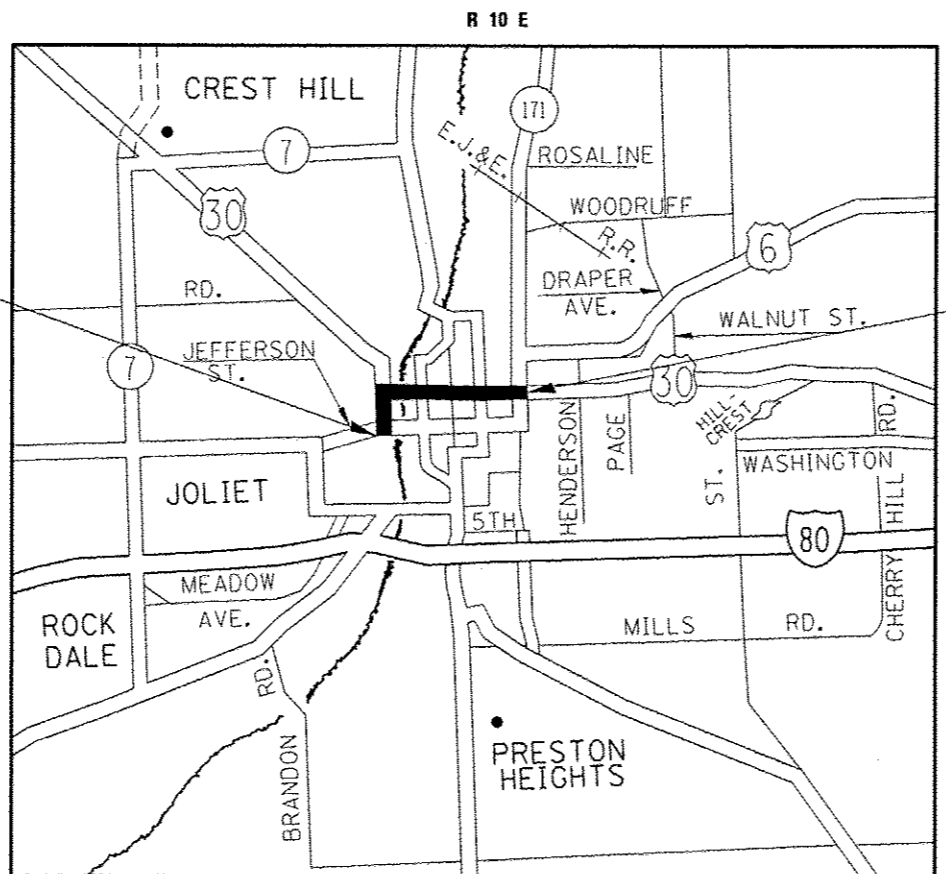 R 10 E
CREST HILL
171
7
E.J.&E.
R.R.
ROSALINE
30
WOODRUFF
6
DRAPER
AVE.
RD.
WALNUT ST.
JEFFERSON
ST.
7
30
HILL-
CREST
RD.
HENDERSON
PAGE
ST.
WASHINGTON
JOLIET
5TH
80
CHERRY HILL
MEADOW
AVE.
ROCK
DALE
MILLS RD.
RD.
BRANDON
PRESTON
HEIGHTS